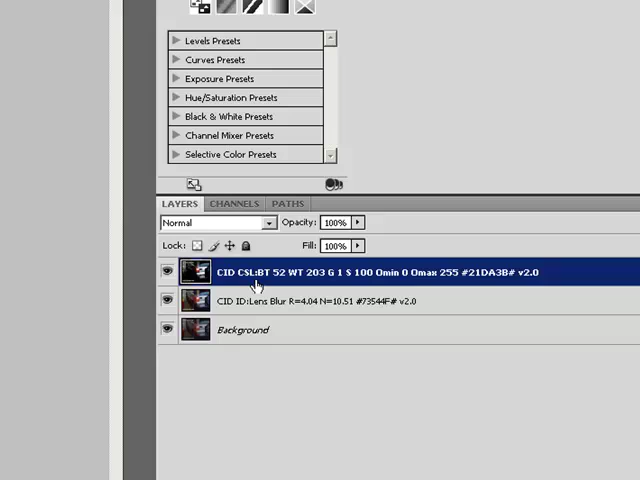 Levels Presets
Curves Presets
Exposure Presets
Hue/Saturation Presets
Black & White Presets
Channel Mixer Presets
Selective Color Presets
LAYERS CHANNELS PATHS
Normal Opacity: 100%
Lock: Fill: 100%
CID CSL:BT 52 WT 203 G 1 S 100 Omin 0 Omax 255 #21DA3B# v2.0
CID ID:Lens Blur R=4.04 N=10.51 #73544F# v2.0
Background